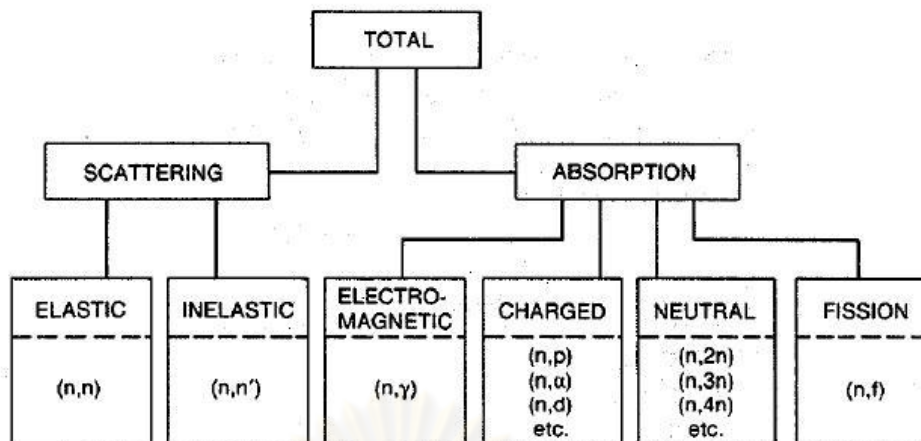 TOTAL
SCATTERING
ABSORPTION
ELASTIC
(n,n)
INELASTIC
(n,n′)
ELECTRO-
MAGNETIC
(n,γ)
CHARGED
(n,p)
(n,α)
(n,d)
etc.
NEUTRAL
(n,2n)
(n,3n)
(n,4n)
etc.
FISSION
(n,f)